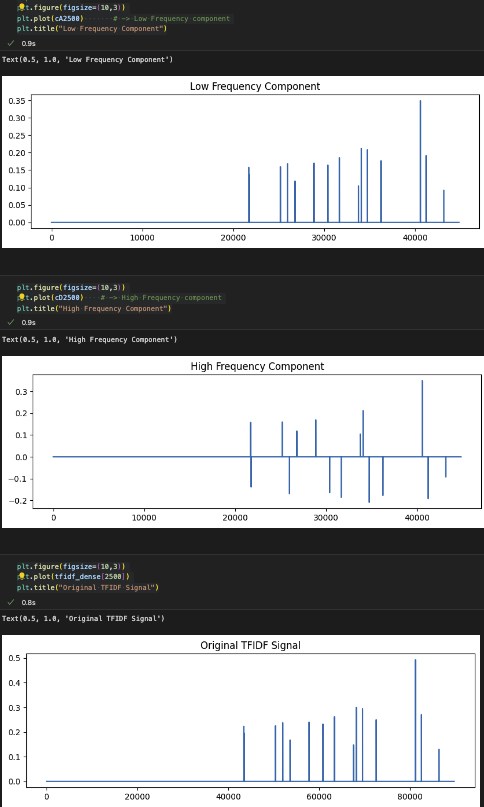 plt.figure(figsize=(10,3))
plt.plot(cA2500) # –> Low Frequency component
plt.title("Low Frequency Component")
✓ 0.9s
Text(0.5, 1.0, 'Low Frequency Component')
Low Frequency Component
0.35
0.30
0.25
0.20
0.15
0.10
0.05
0.00
0 10000 20000 30000 40000
plt.figure(figsize=(10,3))
plt.plot(cD2500) # –> High Frequency component
plt.title("High Frequency Component")
✓ 0.9s
Text(0.5, 1.0, 'High Frequency Component')
High Frequency Component
0.3
0.2
0.1
0.0
−0.1
−0.2
0 10000 20000 30000 40000
plt.figure(figsize=(10,3))
plt.plot(tfidf_dense[2500])
plt.title("Original TFIDF Signal")
✓ 0.8s
Text(0.5, 1.0, 'Original TFIDF Signal')
Original TFIDF Signal
0.5
0.4
0.3
0.2
0.1
0.0
0 20000 40000 60000 80000